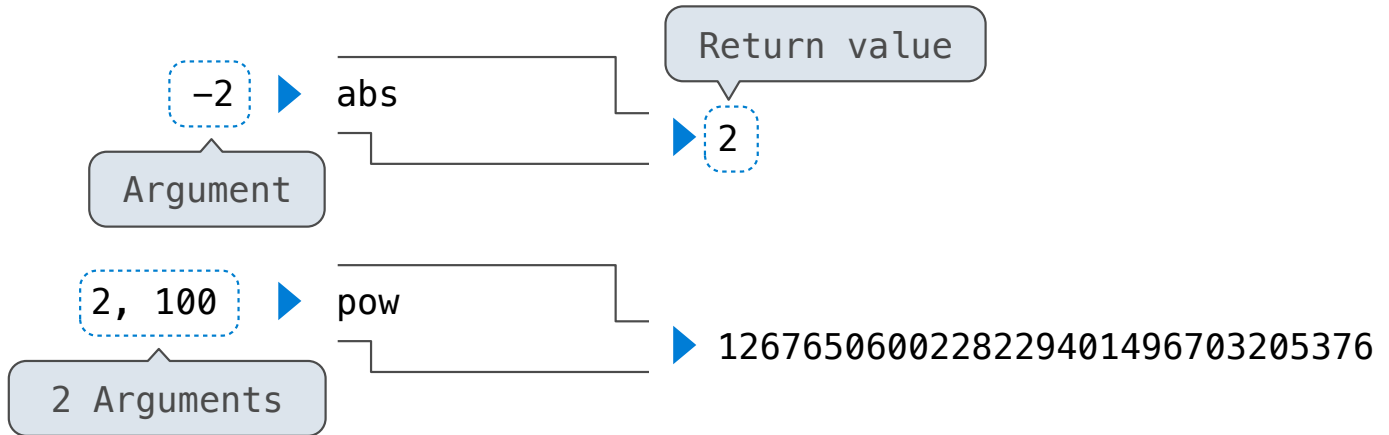 Return value
-2 abs
2
Argument
2, 100 pow
1267650600228229401496703205376
2 Arguments